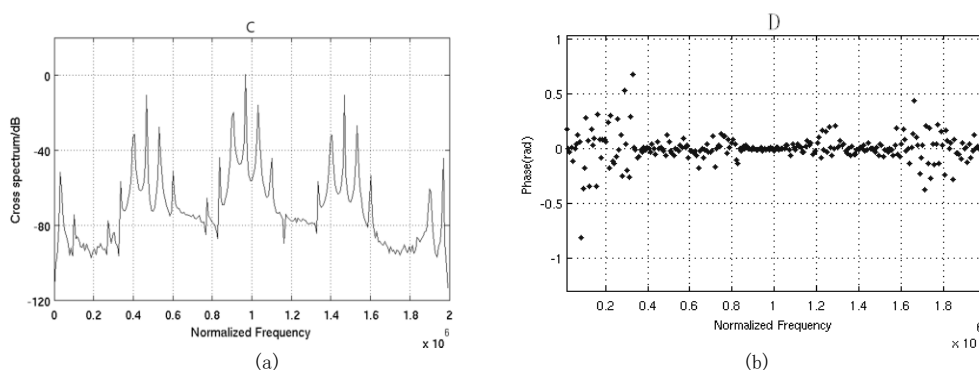 C
Cross spectrum/dB
0
-40
-80
-120
0 0.2 0.4 0.6 0.8 1 1.2 1.4 1.6 1.8 2
Normalized Frequency
x 10 6
(a)
D
Phase(rad)
1
0.5
0
-0.5
-1
0.2 0.4 0.6 0.8 1.0 1.2 1.4 1.6 1.8
Normalized Frequency
x 10 6
(b)